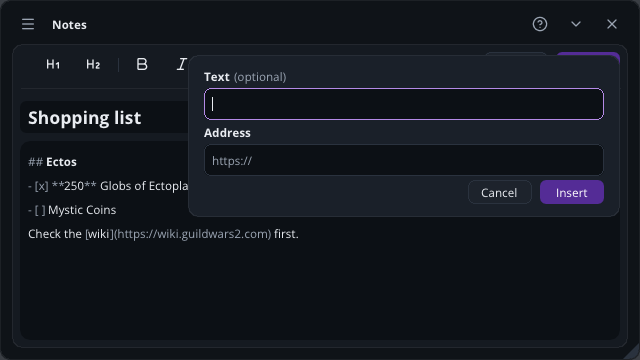 Notes
H1 H2 B I
Text (optional)
Address
https://
Cancel Insert
Shopping list
## Ectos
- [x] **250** Globs of Ectopla
- [ ] Mystic Coins
Check the [wiki](https://wiki.guildwars2.com) first.